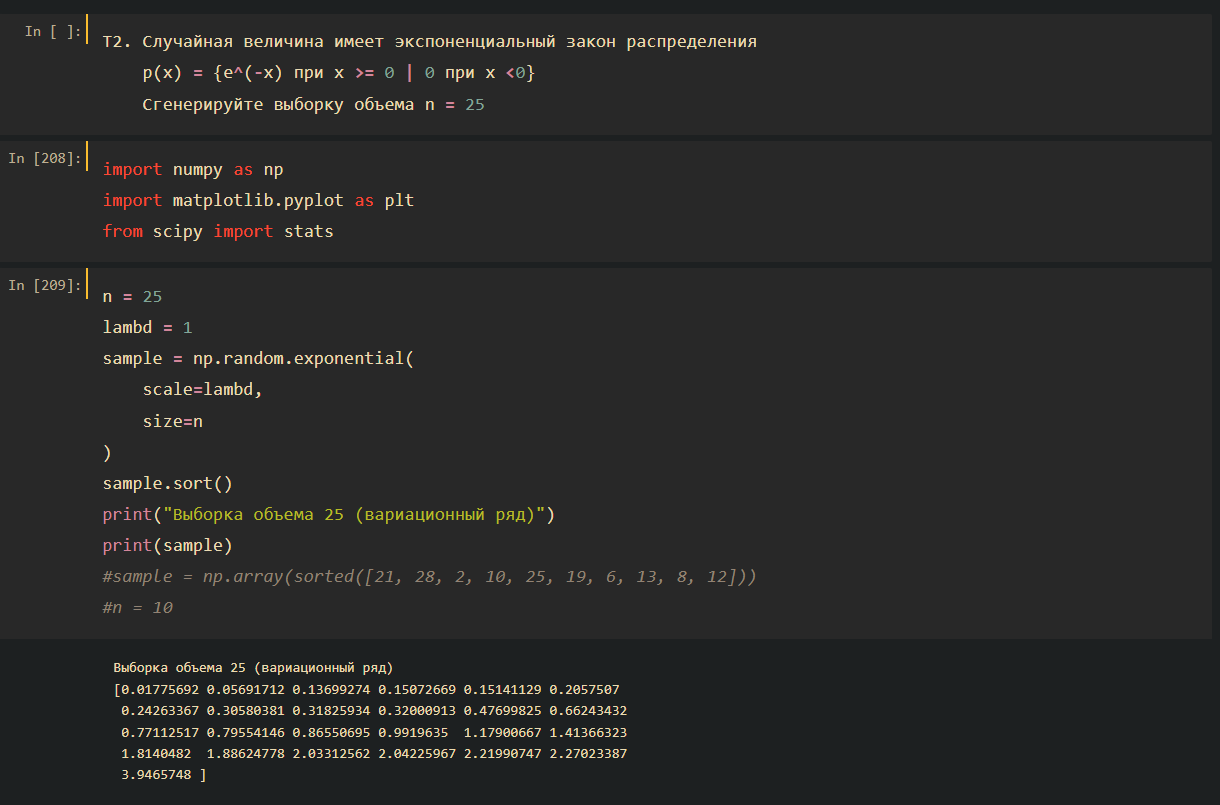 In [ ]:
T2. Случайная величина имеет экспоненциальный закон распределения
    p(x) = {e^(-x) при x >= 0 | 0 при x <0}
    Сгенерируйте выборку объема n = 25
In [208]:
import numpy as np
import matplotlib.pyplot as plt
from scipy import stats
In [209]:
n = 25
lambd = 1
sample = np.random.exponential(
    scale=lambd,
    size=n
)
sample.sort()
print("Выборка объема 25 (вариационный ряд)")
print(sample)
#sample = np.array(sorted([21, 28, 2, 10, 25, 19, 6, 13, 8, 12]))
#n = 10
Выборка объема 25 (вариационный ряд)
[0.01775692 0.05691712 0.13699274 0.15072669 0.15141129 0.2057507
 0.24263367 0.30580381 0.31825934 0.32000913 0.47699825 0.66243432
 0.77112517 0.79554146 0.86550695 0.9919635  1.17900667 1.41366323
 1.8140482  1.88624778 2.03312562 2.04225967 2.21990747 2.27023387
 3.9465748 ]